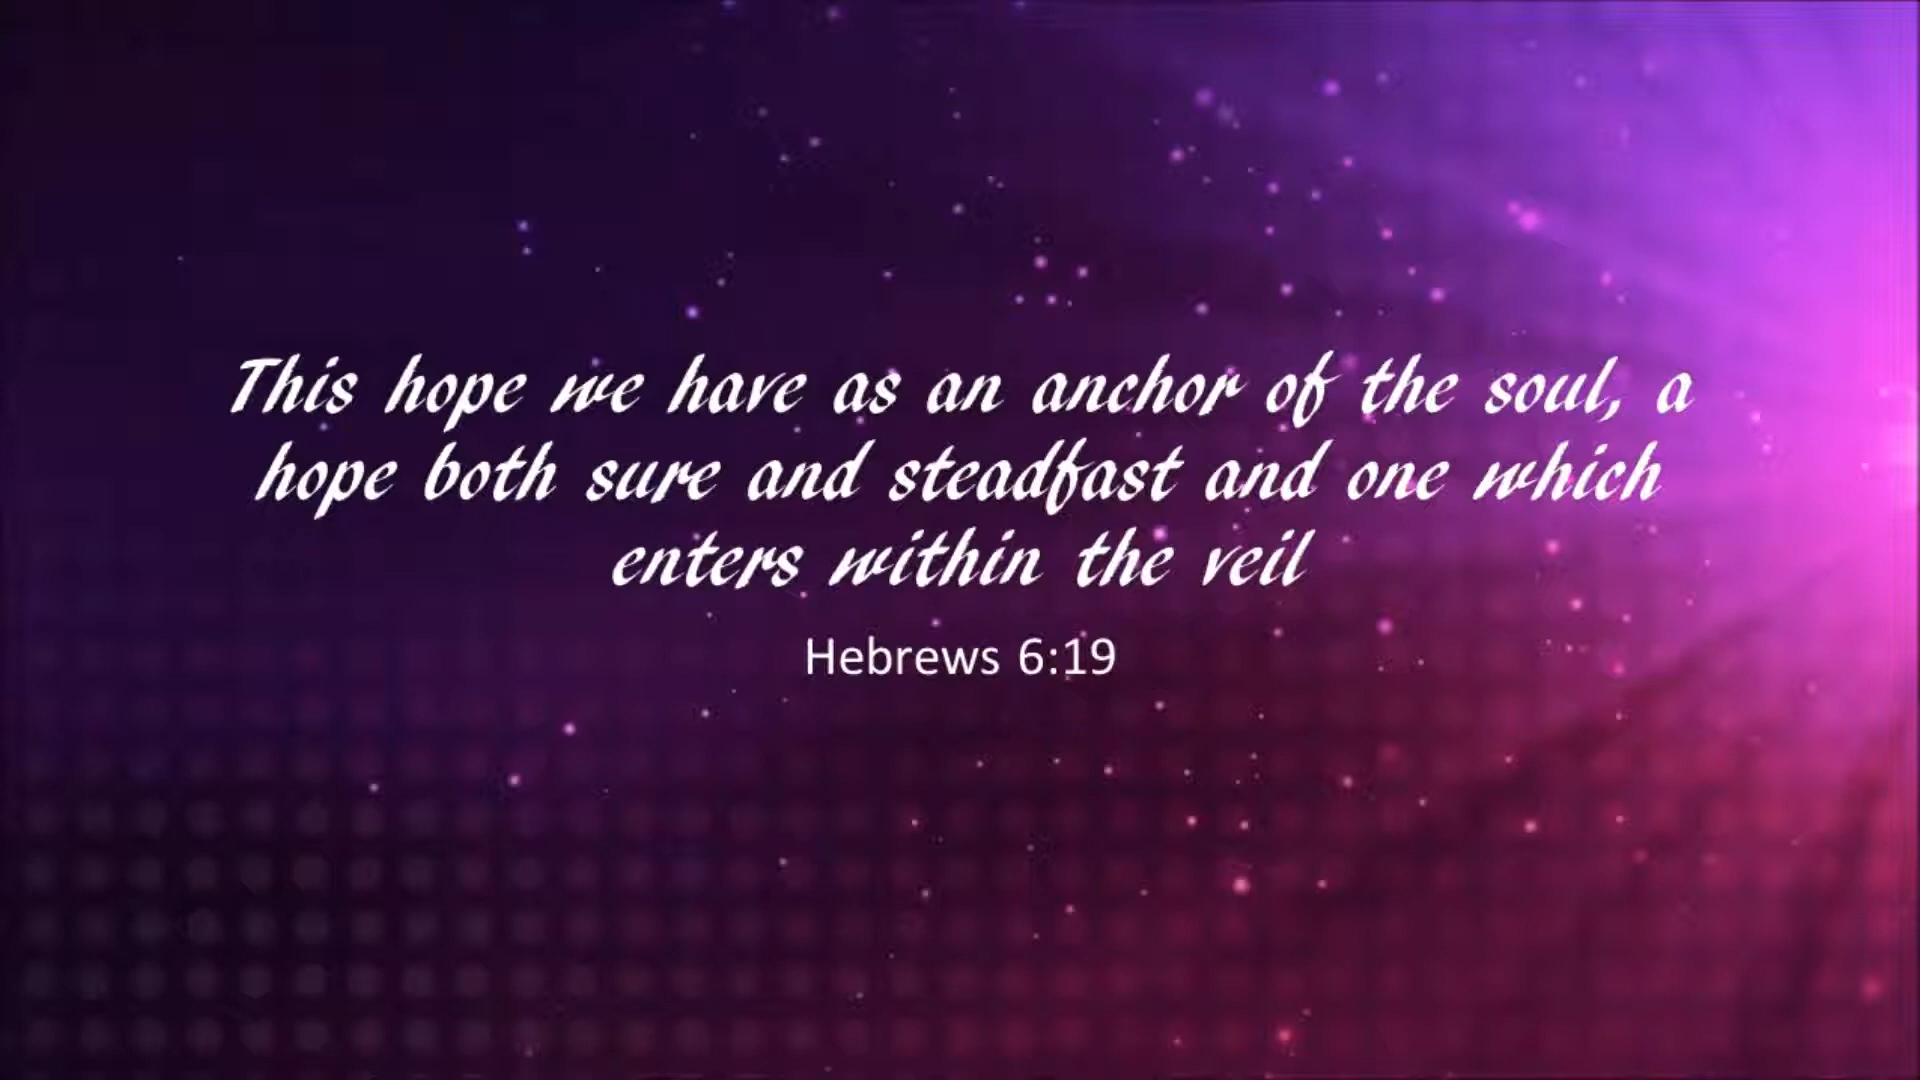 This hope we have as an anchor of the soul, a
hope both sure and steadfast and one which
enters within the veil
Hebrews 6:19